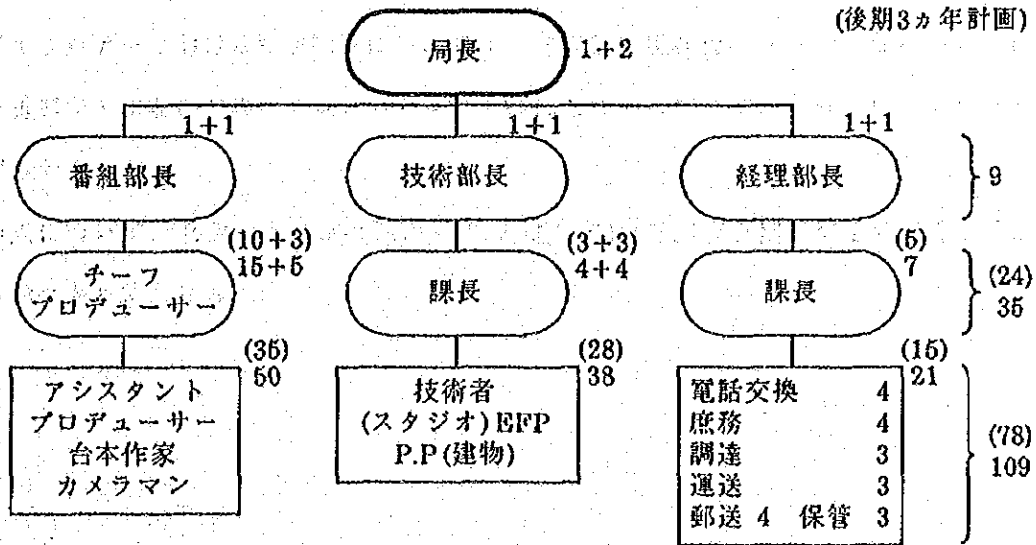 (後期3ヵ年計画)
局長 1+2
1+1 1+1 1+1
番組部長 技術部長 経理部長 9
(10+3) (3+3) (5)
15+5 4+4 7 (24)
チーフ 課長 課長 35
プロデューサー
(35) (28) (15)
50 38 21
アシスタント 技術者 電話交換 4
プロデューサー (スタジオ)EFP 庶務 4
台本作家 P.P(建物) 調達 3 (78)
カメラマン 運送 3 109
郵送 4 保管 3